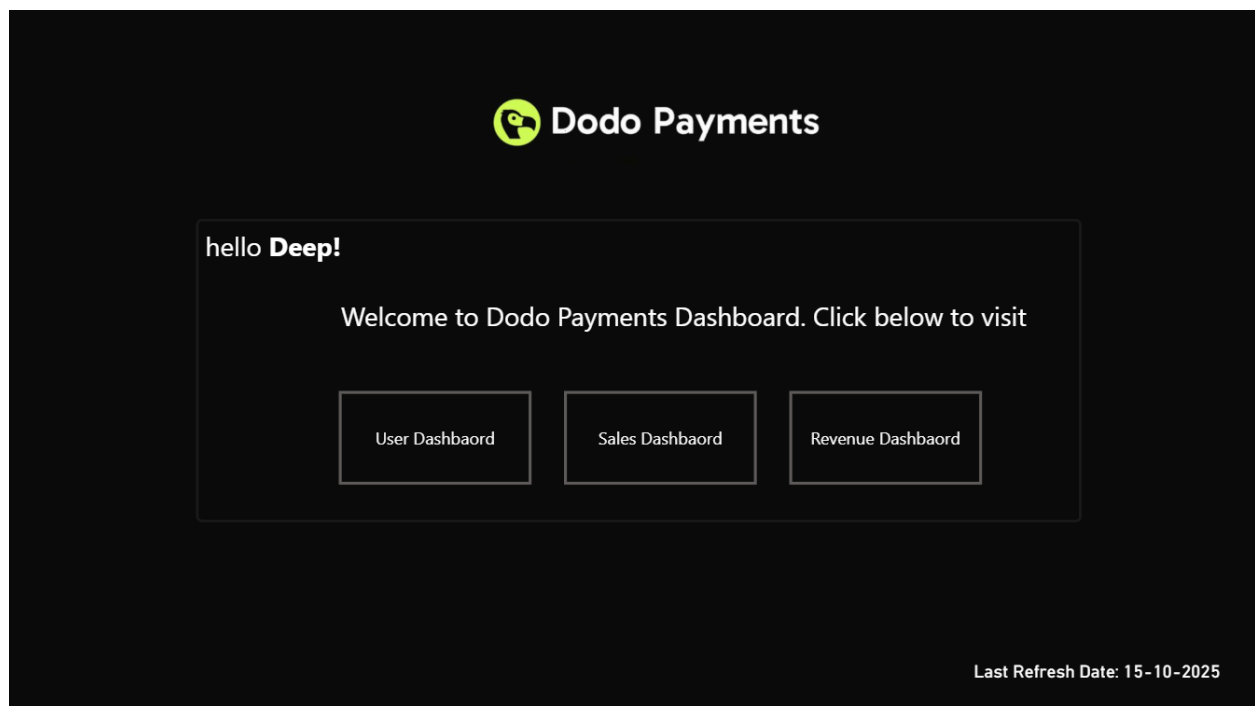 Dodo Payments
hello Deep!
Welcome to Dodo Payments Dashboard. Click below to visit
User Dashbaord
Sales Dashbaord
Revenue Dashbaord
Last Refresh Date: 15-10-2025